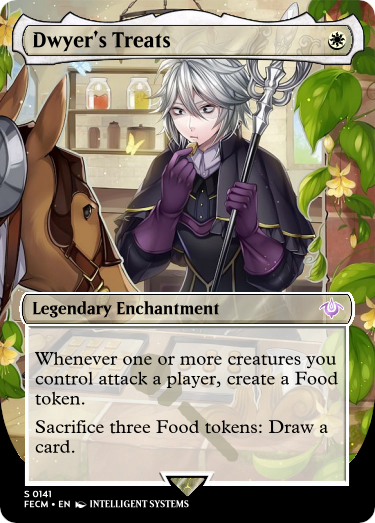 Dwyer's Treats
Legendary Enchantment
Whenever one or more creatures you
control attack a player, create a Food
token.
Sacrifice three Food tokens: Draw a
card.
S 0141
FECM • EN INTELLIGENT SYSTEMS